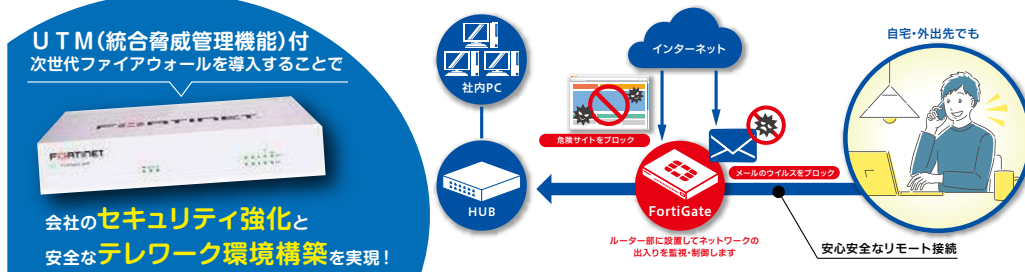 UTM(統合脅威管理機能)付
次世代ファイアウォールを導入することで
FORTINET
FORTINET
会社のセキュリティ強化と
安全なテレワーク環境構築を実現!
社内PC
HUB
インターネット
危険サイトをブロック
メールのウイルスをブロック
FortiGate
ルーター部に設置してネットワークの
出入りを監視・制御します
自宅・外出先でも
安心安全なリモート接続